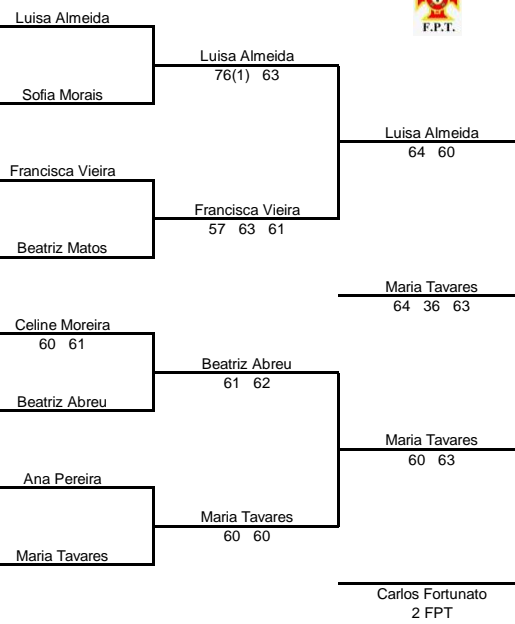 F.P.T.
Luisa Almeida
Sofia Morais
Francisca Vieira
Beatriz Matos
Celine Moreira
60 61
Beatriz Abreu
Ana Pereira
Maria Tavares
Luisa Almeida
76(1) 63
Francisca Vieira
57 63 61
Beatriz Abreu
61 62
Maria Tavares
60 60
Luisa Almeida
64 60
Maria Tavares
64 36 63
Maria Tavares
60 63
Carlos Fortunato
2 FPT